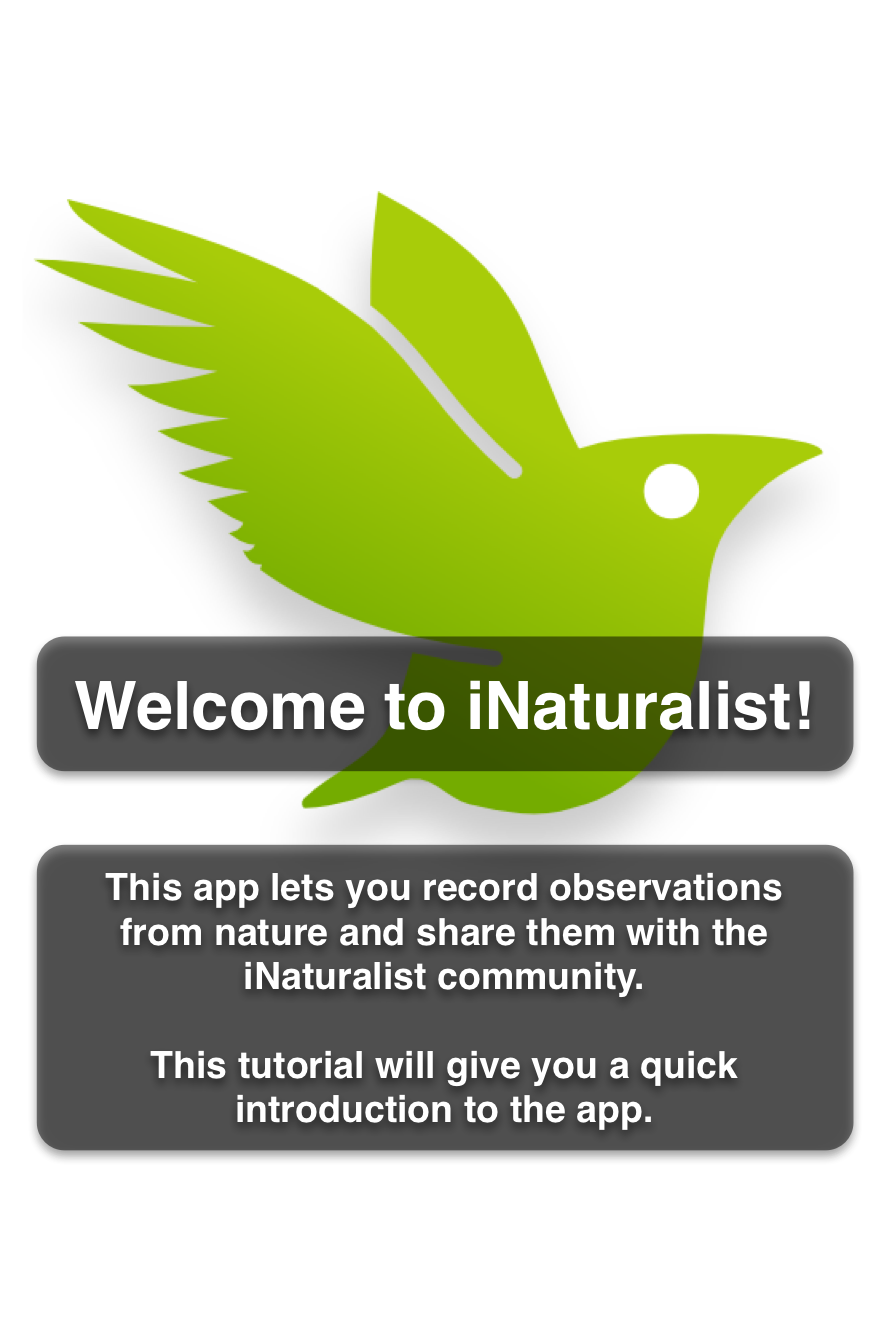 Welcome to iNaturalist!
This app lets you record observations
from nature and share them with the
iNaturalist community.
This tutorial will give you a quick
introduction to the app.